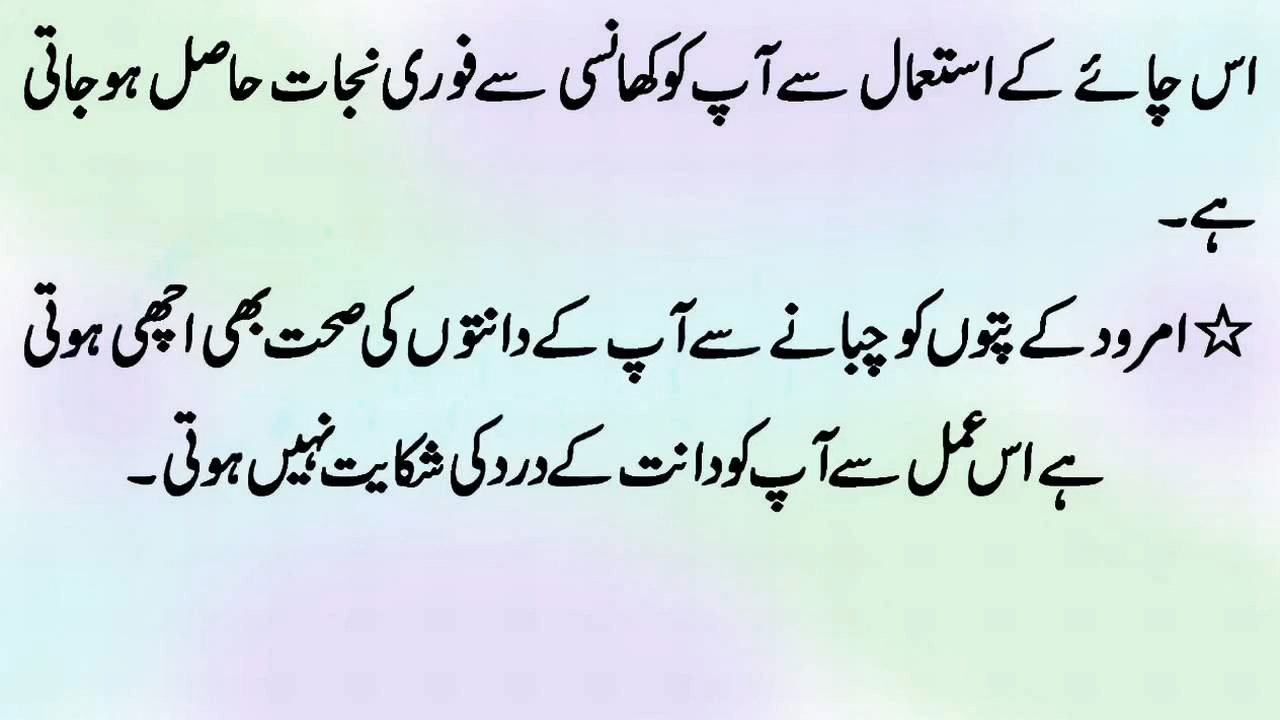 اس چائے کے استعمال سے آپ کو کھانسی سے فوری نجات حاصل ہو جاتی
ہے۔
☆ امرود کے پتوں کو چبانے سے آپ کے دانتوں کی صحت بھی اچھی ہوتی
ہے اس عمل سے آپ کو دانت کے درد کی شکایت نہیں ہوتی۔